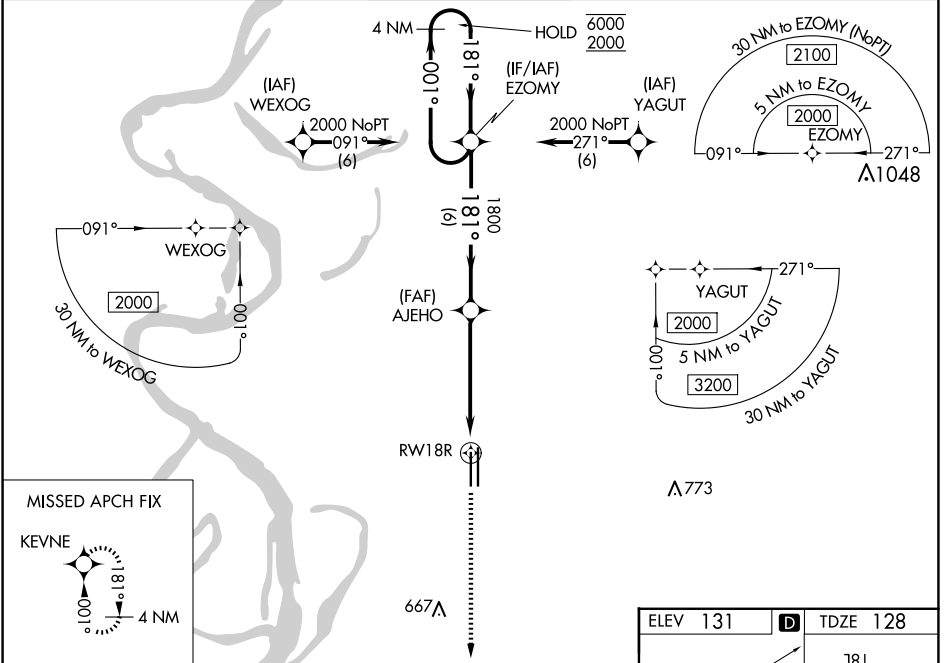 4 NM
HOLD 6000
2000
001°
181°
(IF/IAF)
EZOMY
(IAF)
WEXOG
2000 NoPT
091°
(6)
(IAF)
YAGUT
2000 NoPT
271°
(6)
30 NM to EZOMY (NoPT)
2100
5 NM to EZOMY
2000
EZOMY
091°
271°
1048
1800
181°
(6)
091°
WEXOG
2000
001°
30 NM to WEXOG
(FAF)
AJEHO
271°
YAGUT
2000
001°
5 NM to YAGUT
3200
30 NM to YAGUT
RW18R
773
MISSED APCH FIX
KEVNE
181°
001°
4 NM
667
ELEV 131 D TDZE 128
181